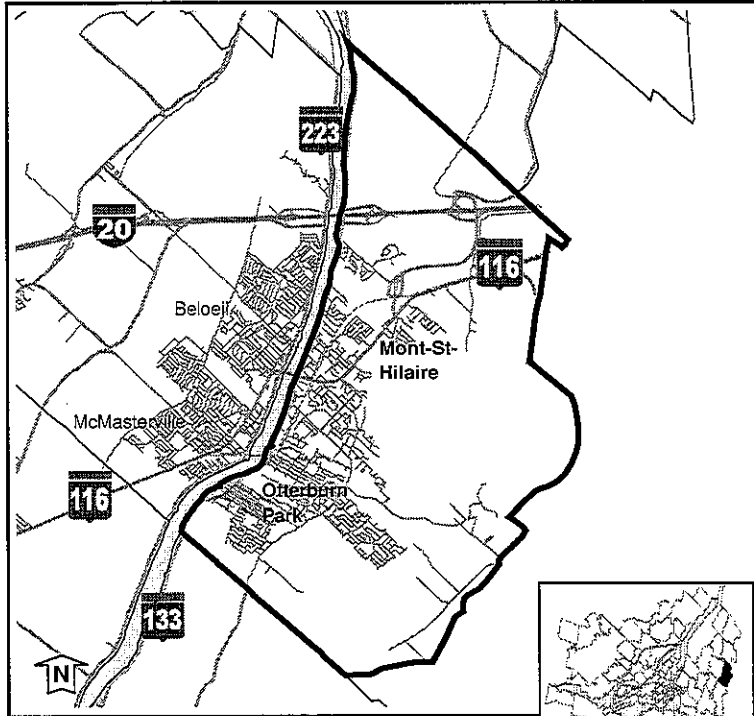 223
20
116
Beloeil
Mont-St-
Hilaire
McMasterville
116
Otterburn
Park
133
N